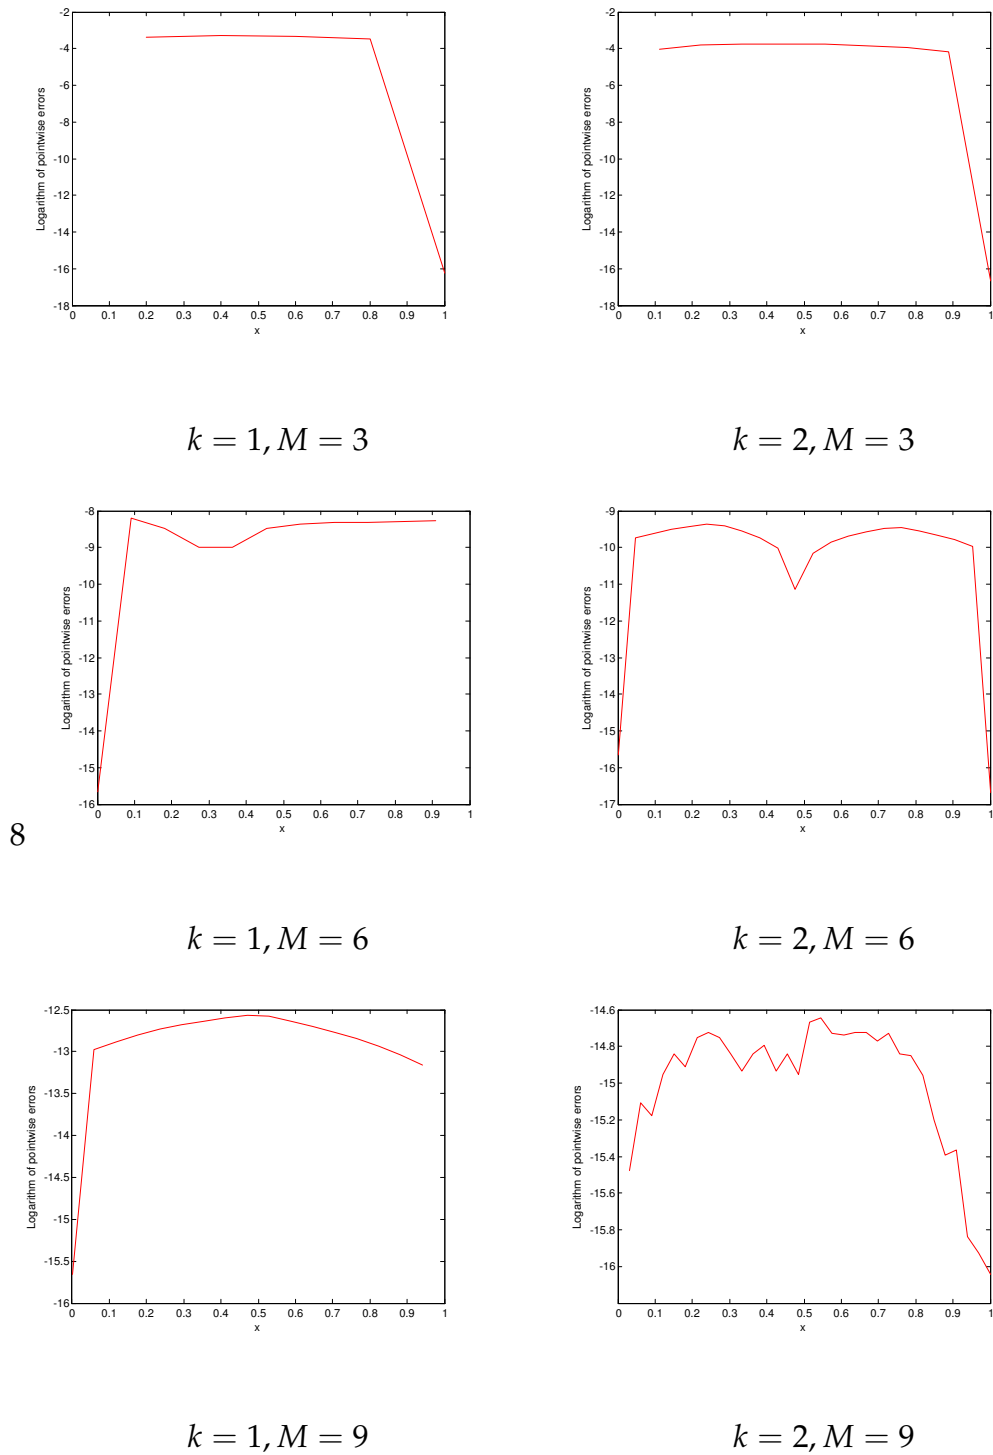 -2
-4
-6
-8
-10
-12
-14
-16
-18
0 0.1 0.2 0.3 0.4 0.5 0.6 0.7 0.8 0.9 1
x
Logarithm of pointwise errors
-2
-4
-6
-8
-10
-12
-14
-16
-18
0 0.1 0.2 0.3 0.4 0.5 0.6 0.7 0.8 0.9 1
x
Logarithm of pointwise errors
k = 1, M = 3
k = 2, M = 3
-8
-9
-10
-11
-12
-13
-14
-15
-16
0 0.1 0.2 0.3 0.4 0.5 0.6 0.7 0.8 0.9 1
x
Logarithm of pointwise errors
-8
-9
-10
-11
-12
-13
-14
-15
-16
-17
0 0.1 0.2 0.3 0.4 0.5 0.6 0.7 0.8 0.9 1
x
Logarithm of pointwise errors
8
k = 1, M = 6
k = 2, M = 6
-12.5
-13
-13.5
-14
-14.5
-15
-15.5
-16
0 0.1 0.2 0.3 0.4 0.5 0.6 0.7 0.8 0.9 1
x
Logarithm of pointwise errors
-14.6
-14.8
-15
-15.2
-15.4
-15.6
-15.8
-16
0 0.1 0.2 0.3 0.4 0.5 0.6 0.7 0.8 0.9 1
x
Logarithm of pointwise errors
k = 1, M = 9
k = 2, M = 9